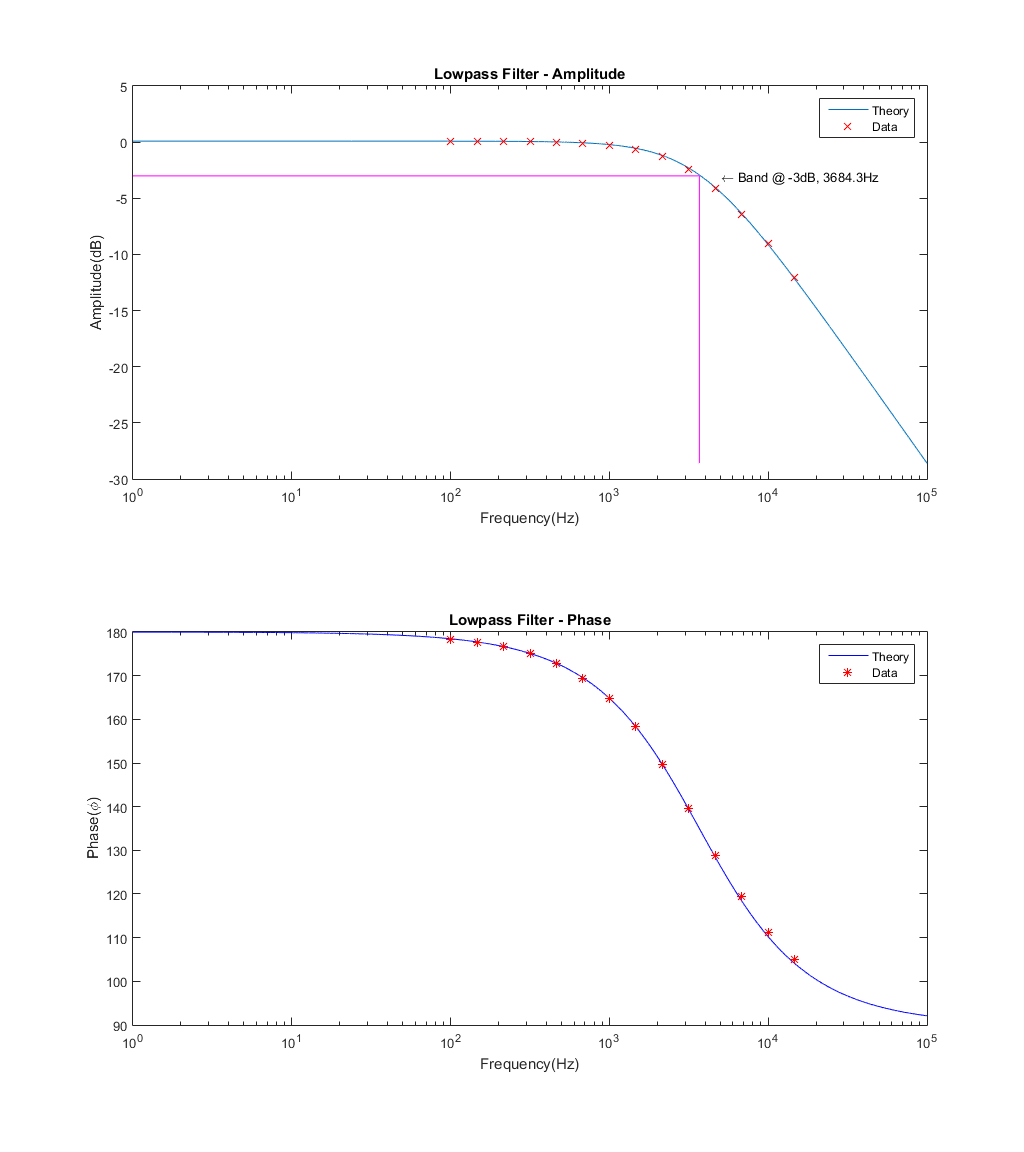 Lowpass Filter - Amplitude
5
0
-5
-10
-15
-20
-25
-30
Amplitude(dB)
Theory
Data
← Band @ -3dB, 3684.3Hz
10^0
10^1
10^2
10^3
10^4
10^5
Frequency(Hz)
Lowpass Filter - Phase
180
170
160
150
140
130
120
110
100
90
Phase(ϕ)
Theory
Data
10^0
10^1
10^2
10^3
10^4
10^5
Frequency(Hz)